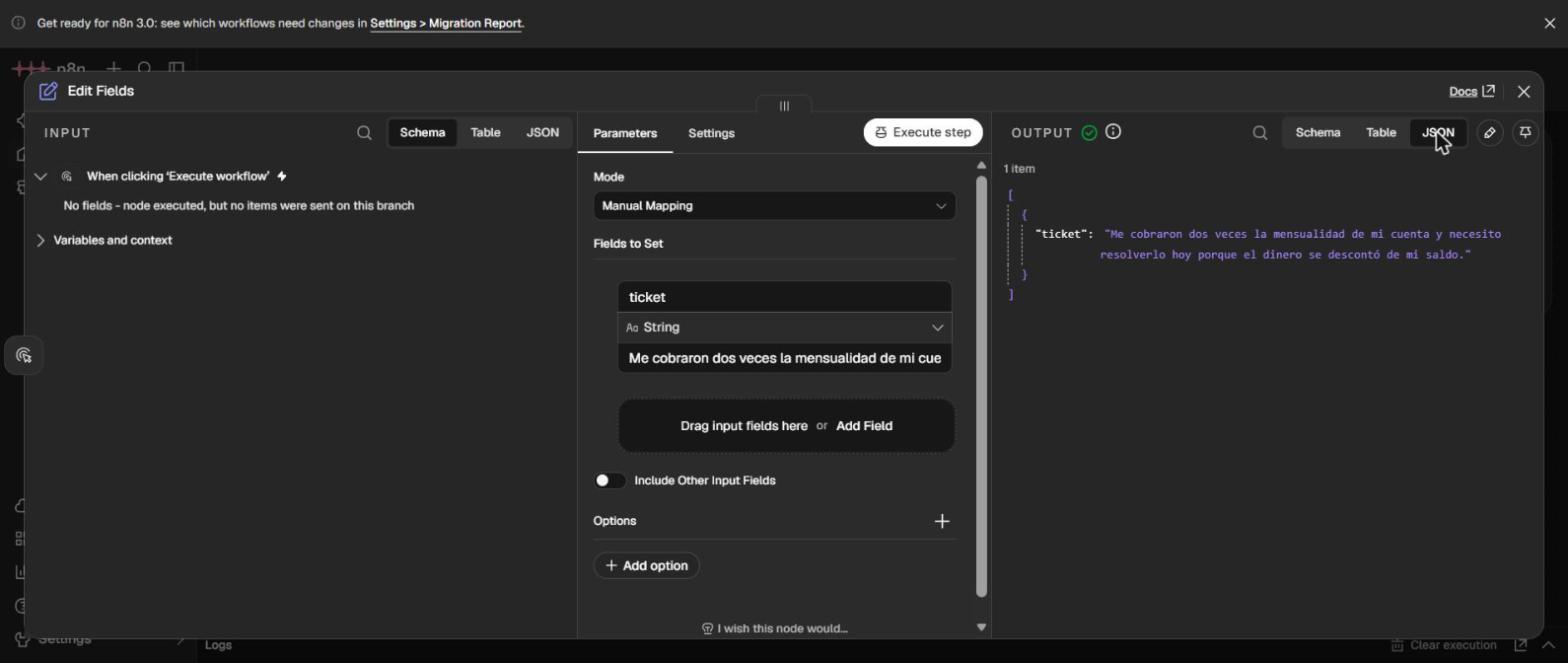 Get ready for n8n 3.0: see which workflows need changes in Settings > Migration Report.
n8n
Edit Fields
Docs
INPUT
Schema
Table
JSON
Parameters
Settings
Execute step
OUTPUT
Schema
Table
JSON
When clicking ‘Execute workflow’
No fields - node executed, but no items were sent on this branch
Variables and context
Mode
Manual Mapping
Fields to Set
ticket
Aa String
Me cobraron dos veces la mensualidad de mi cue
Drag input fields here or Add Field
Include Other Input Fields
Options
Add option
I wish this node would...
1 item
[
{
"ticket": "Me cobraron dos veces la mensualidad de mi cuenta y necesito
resolverlo hoy porque el dinero se descontó de mi saldo."
}
]
Settings
Logs
Clear execution